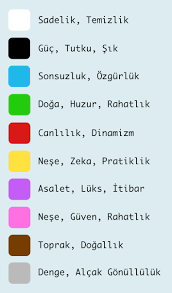 Sadelik, Temizlik
Güç, Tutku, Şık
Sonsuzluk, Özgürlük
Doğa, Huzur, Rahatlık
Canlılık, Dinamizm
Neşe, Zeka, Pratiklik
Asalet, Lüks, İtibar
Neşe, Güven, Rahatlık
Toprak, Doğallık
Denge, Alçak Gönüllülük